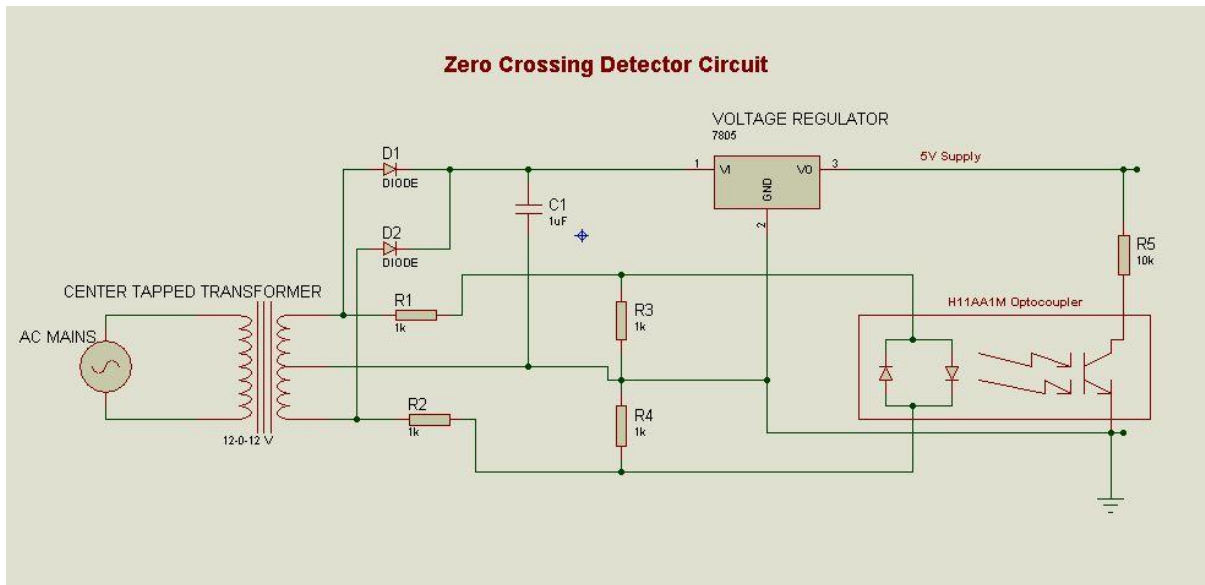 Zero Crossing Detector Circuit
VOLTAGE REGULATOR
7805
D1
DIODE
1
VI
VO
3
GND
2
5V Supply
C1
1uF
D2
DIODE
R5
10k
CENTER TAPPED TRANSFORMER
R1
1k
R3
1k
H11AA1M Optocoupler
AC MAINS
R2
1k
R4
1k
12-0-12 V